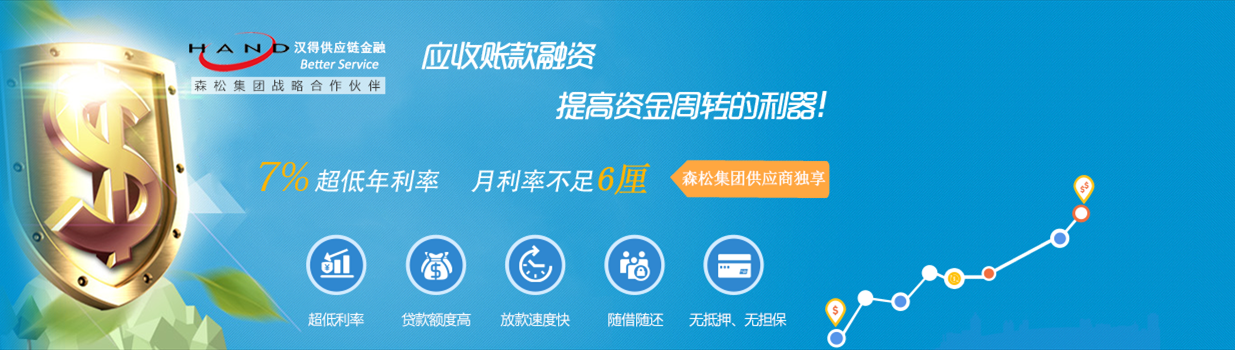 HAND 汉得供应链金融
Better Service
森松集团战略合作伙伴
应收账款融资
提高资金周转的利器！
7% 超低年利率 月利率不足6厘 森松集团供应商独享
超低利率 贷款额度高 放款速度快 随借随还 无抵押、无担保